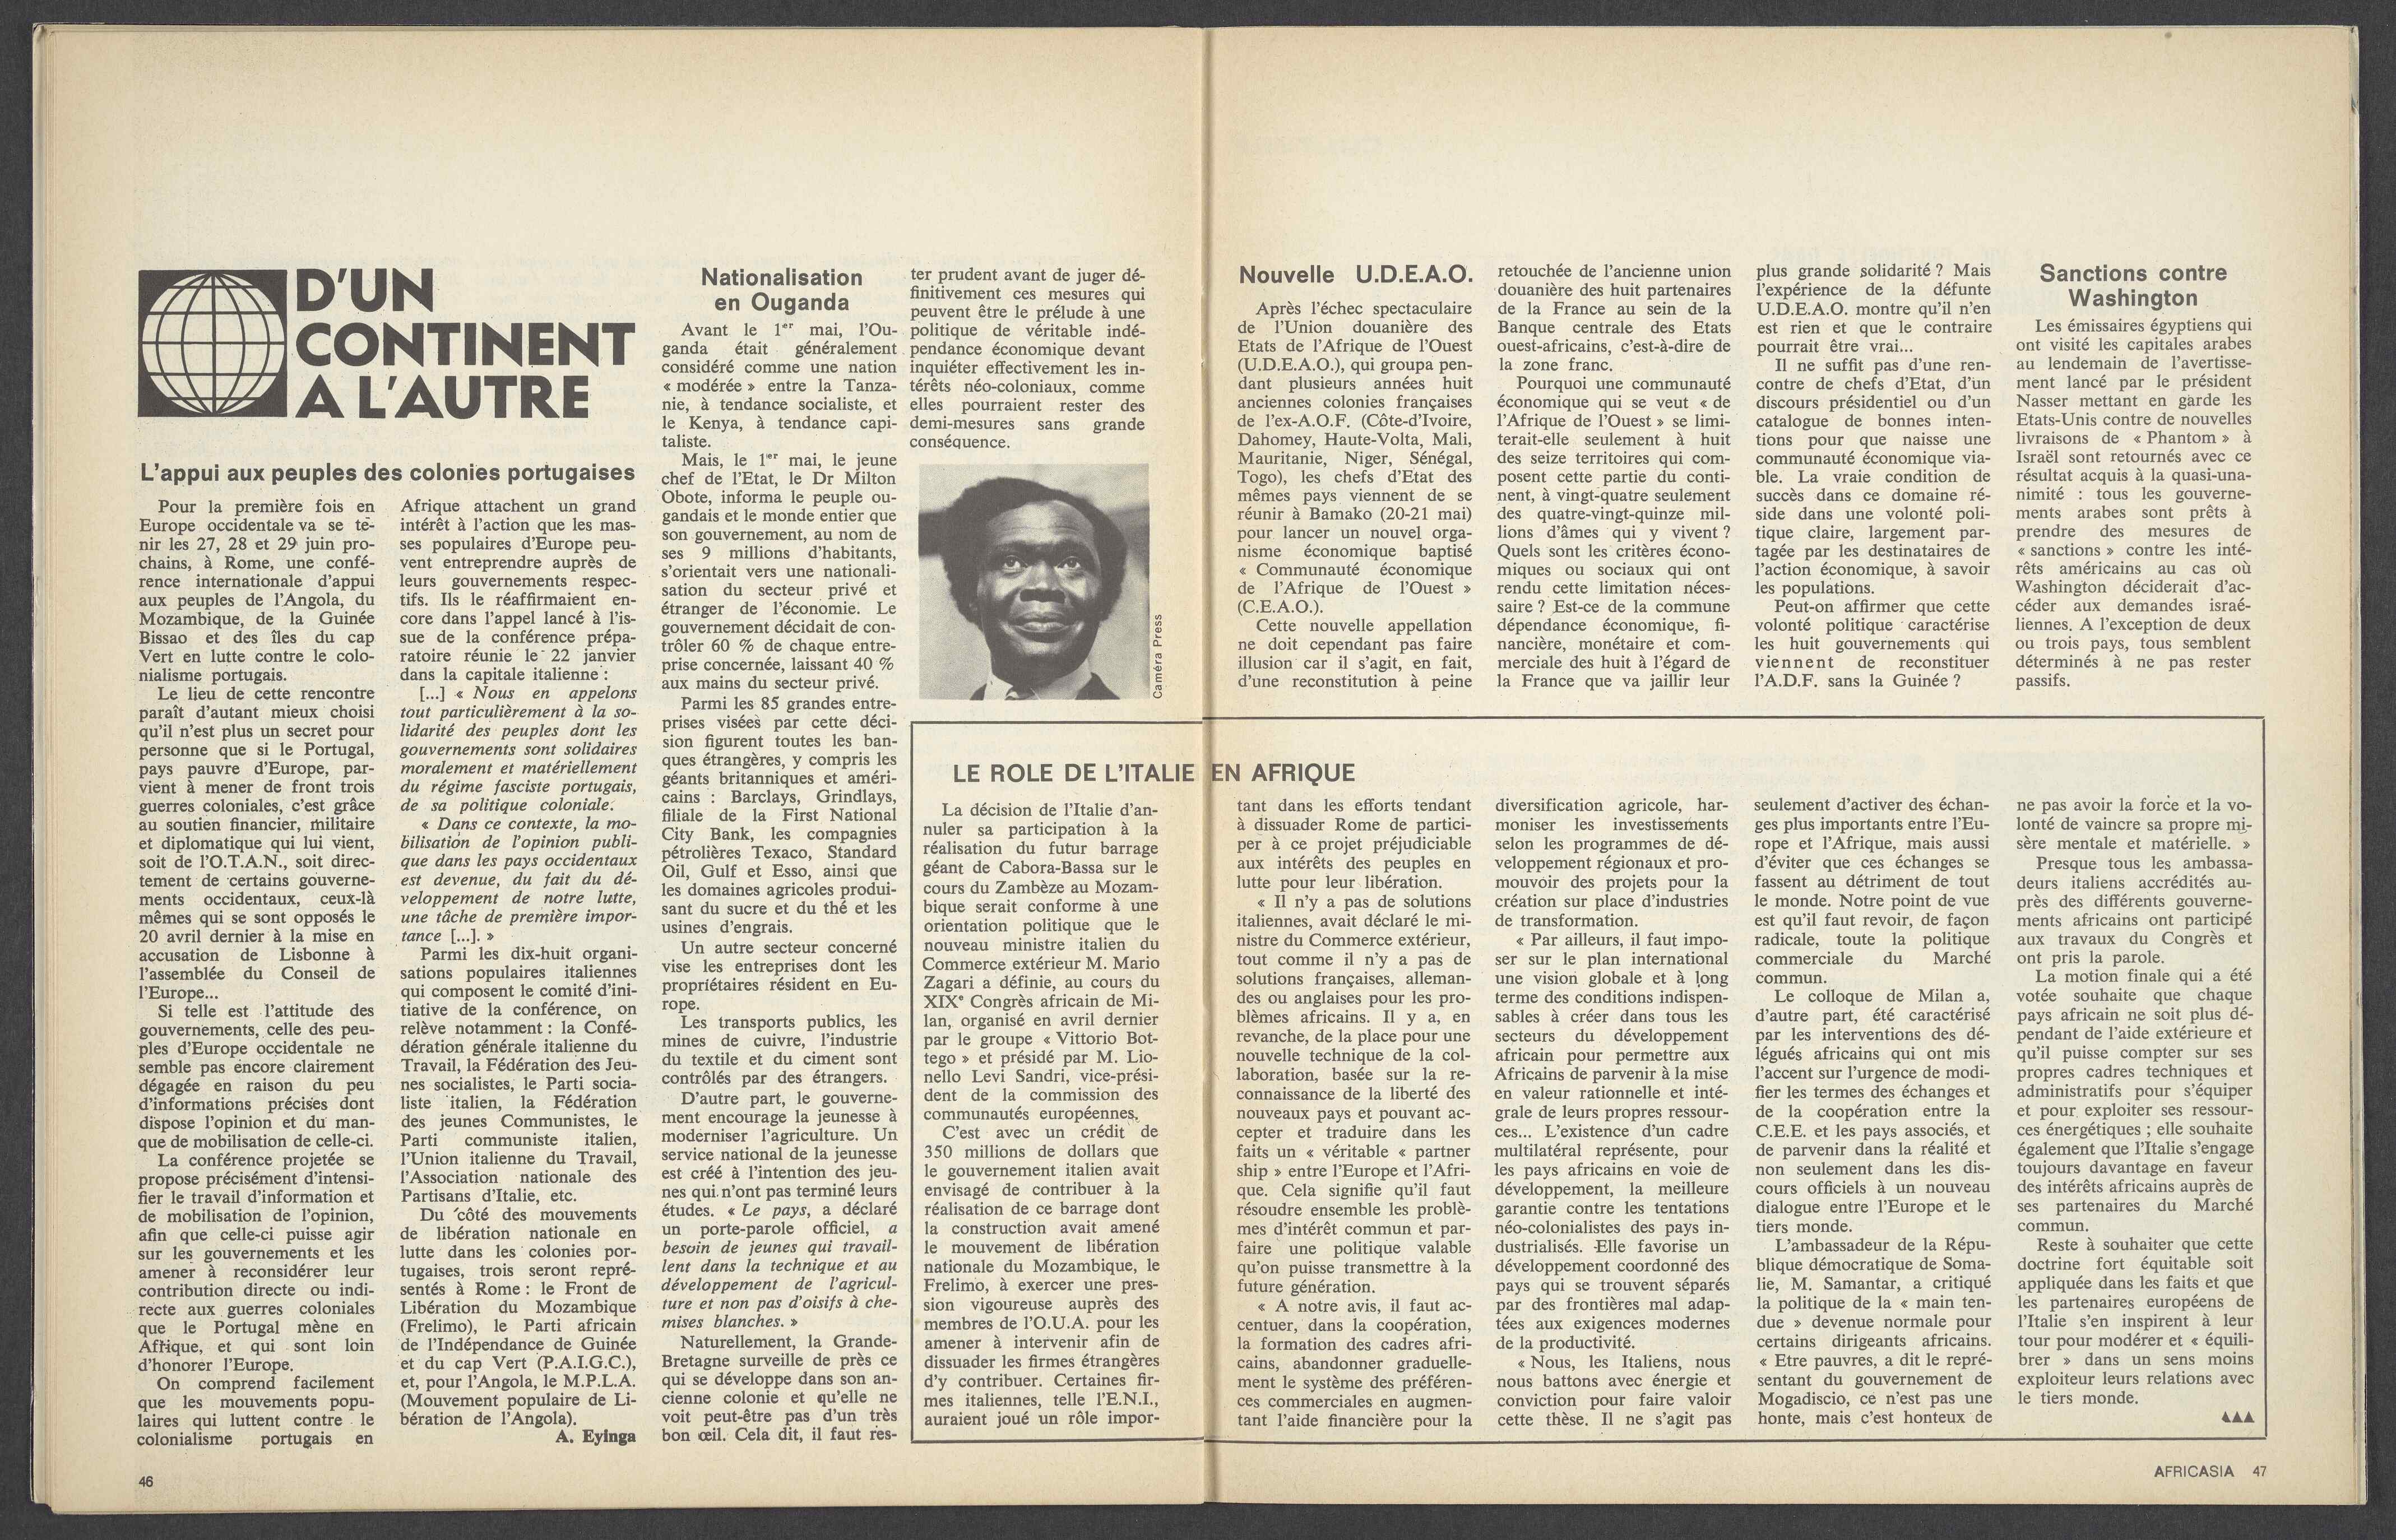 D'UN
CONTINENT
A L'AUTRE
L'appui aux peuples des colonies portugaises
Pour la première fois en
Europe occidentale va se te-
nir les 27, 28 et 29 juin pro-
chains, à Rome, une confé-
rence internationale d'appui
aux peuples de l'Angola, du
Mozambique, de la Guinée
Bissao et des îles du cap
Vert en lutte contre le colo-
nialisme portugais.
Le lieu de cette rencontre
paraît d'autant mieux choisi
qu'il n'est plus un secret pour
personne que si le Portugal,
pays pauvre d'Europe, par-
vient à mener de front trois
guerres coloniales, c'est grâce
au soutien financier, militaire
et diplomatique qui lui vient,
soit de l'O.T.A.N., soit direc-
tement de certains gouverne-
ments occidentaux, ceux-là
mêmes qui se sont opposés le
20 avril dernier à la mise en
accusation de Lisbonne à
l'assemblée du Conseil de
l'Europe...
Si telle est l'attitude des
gouvernements, celle des peu-
ples d'Europe occidentale ne
semble pas encore clairement
dégagée en raison du peu
d'informations précises dont
dispose l'opinion et du man-
que de mobilisation de celle-ci.
La conférence projetée se
propose précisément d'intensi-
fier le travail d'information et
de mobilisation de l'opinion,
afin que celle-ci puisse agir
sur les gouvernements et les
amener à reconsidérer leur
contribution directe ou indi-
recte aux guerres coloniales
que le Portugal mène en
Afrique, et qui sont loin
d'honorer l'Europe.
On comprend facilement
que les mouvements popu-
laires qui luttent contre le
colonialisme portugais en
Afrique attachent un grand
intérêt à l'action que les mas-
ses populaires d'Europe peu-
vent entreprendre auprès de
leurs gouvernements respec-
tifs. Ils le réaffirmaient en-
core dans l'appel lancé à l'is-
sue de la conférence prépa-
ratoire réunie le 22 janvier
dans la capitale italienne :
[...] « Nous en appelons
tout particulièrement à la so-
lidarité des peuples dont les
gouvernements sont solidaires
moralement et matériellement
du régime fasciste portugais,
de sa politique coloniale.
« Dans ce contexte, la mo-
bilisation de l'opinion publi-
que dans les pays occidentaux
est devenue, du fait du dé-
veloppement de notre lutte,
une tâche de première impor-
tance [...]. »
Parmi les dix-huit organi-
sations populaires italiennes
qui composent le comité d'ini-
tiative de la conférence, on
relève notamment : la Confé-
dération générale italienne du
Travail, la Fédération des Jeu-
nes socialistes, le Parti socia-
liste italien, la Fédération
des jeunes Communistes, le
Parti communiste italien,
l'Union italienne du Travail,
l'Association nationale des
Partisans d'Italie, etc.
Du côté des mouvements
de libération nationale en
lutte dans les colonies por-
tugaises, trois seront repré-
sentés à Rome : le Front de
Libération du Mozambique
(Frelimo), le Parti africain
de l'Indépendance de Guinée
et du cap Vert (P.A.I.G.C.),
et, pour l'Angola, le M.P.L.A.
(Mouvement populaire de Li-
bération de l'Angola).
A. Eyinga
Nationalisation
en Ouganda
Avant le 1er mai, l'Ou-
ganda était généralement
considéré comme une nation
« modérée » entre la Tanza-
nie, à tendance socialiste, et
le Kenya, à tendance capi-
taliste.
Mais, le 1er mai, le jeune
chef de l'Etat, le Dr Milton
Obote, informa le peuple ou-
gandais et le monde entier que
son gouvernement, au nom de
ses 9 millions d'habitants,
s'orientait vers une nationali-
sation du secteur privé et
étranger de l'économie. Le
gouvernement décidait de con-
trôler 60 % de chaque entre-
prise concernée, laissant 40 %
aux mains du secteur privé.
Parmi les 85 grandes entre-
prises visées par cette déci-
sion figurent toutes les ban-
ques étrangères, y compris les
géants britanniques et améri-
cains : Barclays, Grindlays,
filiale de la First National
City Bank, les compagnies
pétrolières Texaco, Standard
Oil, Gulf et Esso, ainsi que
les domaines agricoles produi-
sant du sucre et du thé et les
usines d'engrais.
Un autre secteur concerné
vise les entreprises dont les
propriétaires résident en Eu-
rope.
Les transports publics, les
mines de cuivre, l'industrie
du textile et du ciment sont
contrôlés par des étrangers.
D'autre part, le gouverne-
ment encourage la jeunesse à
moderniser l'agriculture. Un
service national de la jeunesse
est créé à l'intention des jeu-
nes qui n'ont pas terminé leurs
études. « Le pays, a déclaré
un porte-parole officiel, a
besoin de jeunes qui travail-
lent dans la technique et au
développement de l'agricul-
ture et non pas d'oisifs à che-
mises blanches. »
Naturellement, la Grande-
Bretagne surveille de près ce
qui se développe dans son an-
cienne colonie et qu'elle ne
voit peut-être pas d'un très
bon œil. Cela dit, il faut res-
ter prudent avant de juger dé-
finitivement ces mesures qui
peuvent être le prélude à une
politique de véritable indé-
pendance économique devant
inquiéter effectivement les in-
térêts néo-coloniaux, comme
elles pourraient rester des
demi-mesures sans grande
conséquence.
Caméra Press
Nouvelle U.D.E.A.O.
Après l'échec spectaculaire
de l'Union douanière des
Etats de l'Afrique de l'Ouest
(U.D.E.A.O.), qui groupa pen-
dant plusieurs années huit
anciennes colonies françaises
de l'ex-A.O.F. (Côte-d'Ivoire,
Dahomey, Haute-Volta, Mali,
Mauritanie, Niger, Sénégal,
Togo), les chefs d'Etat des
mêmes pays viennent de se
réunir à Bamako (20-21 mai)
pour lancer un nouvel orga-
nisme économique baptisé
« Communauté économique
de l'Afrique de l'Ouest »
(C.E.A.O.).
Cette nouvelle appellation
ne doit cependant pas faire
illusion car il s'agit, en fait,
d'une reconstitution à peine
retouchée de l'ancienne union
douanière des huit partenaires
de la France au sein de la
Banque centrale des Etats
ouest-africains, c'est-à-dire de
la zone franc.
Pourquoi une communauté
économique qui se veut « de
l'Afrique de l'Ouest » se limi-
terait-elle seulement à huit
des seize territoires qui com-
posent cette partie du conti-
nent, à vingt-quatre seulement
des quatre-vingt-quinze mil-
lions d'âmes qui y vivent ?
Quels sont les critères écono-
miques ou sociaux qui ont
rendu cette limitation néces-
saire ? Est-ce de la commune
dépendance économique, fi-
nancière, monétaire et com-
merciale des huit à l'égard de
la France que va jaillir leur
plus grande solidarité ? Mais
l'expérience de la défunte
U.D.E.A.O. montre qu'il n'en
est rien et que le contraire
pourrait être vrai...
Il ne suffit pas d'une ren-
contre de chefs d'Etat, d'un
discours présidentiel ou d'un
catalogue de bonnes inten-
tions pour que naisse une
communauté économique via-
ble. La vraie condition de
succès dans ce domaine ré-
side dans une volonté poli-
tique claire, largement par-
tagée par les destinataires de
l'action économique, à savoir
les populations.
Peut-on affirmer que cette
volonté politique caractérise
les huit gouvernements qui
viennent de reconstituer
l'A.D.F. sans la Guinée ?
Sanctions contre
Washington
Les émissaires égyptiens qui
ont visité les capitales arabes
au lendemain de l'avertisse-
ment lancé par le président
Nasser mettant en garde les
Etats-Unis contre de nouvelles
livraisons de « Phantom » à
Israël sont retournés avec ce
résultat acquis à la quasi-una-
nimité : tous les gouverne-
ments arabes sont prêts à
prendre des mesures de
« sanctions » contre les inté-
rêts américains au cas où
Washington déciderait d'ac-
céder aux demandes israé-
liennes. A l'exception de deux
ou trois pays, tous semblent
déterminés à ne pas rester
passifs.
LE ROLE DE L'ITALIE EN AFRIQUE
La décision de l'Italie d'an-
nuler sa participation à la
réalisation du futur barrage
géant de Cabora-Bassa sur le
cours du Zambèze au Mozam-
bique serait conforme à une
orientation politique que le
nouveau ministre italien du
Commerce extérieur M. Mario
Zagari a définie, au cours du
XIXe Congrès africain de Mi-
lan, organisé en avril dernier
par le groupe « Vittorio Bot-
tego » et présidé par M. Lio-
nello Levi Sandri, vice-prési-
dent de la commission des
communautés européennes.
C'est avec un crédit de
350 millions de dollars que
le gouvernement italien avait
envisagé de contribuer à la
réalisation de ce barrage dont
la construction avait amené
le mouvement de libération
nationale du Mozambique, le
Frelimo, à exercer une pres-
sion vigoureuse auprès des
membres de l'O.U.A. pour les
amener à intervenir afin de
dissuader les firmes étrangères
d'y contribuer. Certaines fir-
mes italiennes, telle l'E.N.I.,
auraient joué un rôle impor-
tant dans les efforts tendant
à dissuader Rome de partici-
per à ce projet préjudiciable
aux intérêts des peuples en
lutte pour leur libération.
« Il n'y a pas de solutions
italiennes, avait déclaré le mi-
nistre du Commerce extérieur,
tout comme il n'y a pas de
solutions françaises, alleman-
des ou anglaises pour les pro-
blèmes africains. Il y a, en
revanche, de la place pour une
nouvelle technique de la col-
laboration, basée sur la re-
connaissance de la liberté des
nouveaux pays et pouvant ac-
cepter et traduire dans les
faits un « véritable « partner
ship » entre l'Europe et l'Afri-
que. Cela signifie qu'il faut
résoudre ensemble les problè-
mes d'intérêt commun et par-
faire une politique valable
qu'on puisse transmettre à la
future génération.
« A notre avis, il faut ac-
centuer, dans la coopération,
la formation des cadres afri-
cains, abandonner graduelle-
ment le système des préféren-
ces commerciales en augmen-
tant l'aide financière pour la
diversification agricole, har-
moniser les investissements
selon les programmes de dé-
veloppement régionaux et pro-
mouvoir des projets pour la
création sur place d'industries
de transformation.
« Par ailleurs, il faut impo-
ser sur le plan international
une vision globale et à long
terme des conditions indispen-
sables à créer dans tous les
secteurs du développement
africain pour permettre aux
Africains de parvenir à la mise
en valeur rationnelle et inté-
grale de leurs propres ressour-
ces... L'existence d'un cadre
multilatéral représente, pour
les pays africains en voie de
développement, la meilleure
garantie contre les tentations
néo-colonialistes des pays in-
dustrialisés. Elle favorise un
développement coordonné des
pays qui se trouvent séparés
par des frontières mal adap-
tées aux exigences modernes
de la productivité.
« Nous, les Italiens, nous
nous battons avec énergie et
conviction pour faire valoir
cette thèse. Il ne s'agit pas
seulement d'activer des échan-
ges plus importants entre l'Eu-
rope et l'Afrique, mais aussi
d'éviter que ces échanges se
fassent au détriment de tout
le monde. Notre point de vue
est qu'il faut revoir, de façon
radicale, toute la politique
commerciale du Marché
commun.
Le colloque de Milan a,
d'autre part, été caractérisé
par les interventions des dé-
légués africains qui ont mis
l'accent sur l'urgence de modi-
fier les termes des échanges et
de la coopération entre la
C.E.E. et les pays associés, et
de parvenir dans la réalité et
non seulement dans les dis-
cours officiels à un nouveau
dialogue entre l'Europe et le
tiers monde.
L'ambassadeur de la Répu-
blique démocratique de Soma-
lie, M. Samantar, a critiqué
la politique de la « main ten-
due » devenue normale pour
certains dirigeants africains.
« Etre pauvres, a dit le repré-
sentant du gouvernement de
Mogadiscio, ce n'est pas une
honte, mais c'est honteux de
ne pas avoir la force et la vo-
lonté de vaincre sa propre mi-
sère mentale et matérielle. »
Presque tous les ambassa-
deurs italiens accrédités au-
près des différents gouverne-
ments africains ont participé
aux travaux du Congrès et
ont pris la parole.
La motion finale qui a été
votée souhaite que chaque
pays africain ne soit plus dé-
pendant de l'aide extérieure et
qu'il puisse compter sur ses
propres cadres techniques et
administratifs pour s'équiper
et pour exploiter ses ressour-
ces énergétiques ; elle souhaite
également que l'Italie s'engage
toujours davantage en faveur
des intérêts africains auprès de
ses partenaires du Marché
commun.
Reste à souhaiter que cette
doctrine fort équitable soit
appliquée dans les faits et que
les partenaires européens de
l'Italie s'en inspirent à leur
tour pour modérer et « équili-
brer » dans un sens moins
exploiteur leurs relations avec
le tiers monde.
46
AFRICASIA 47